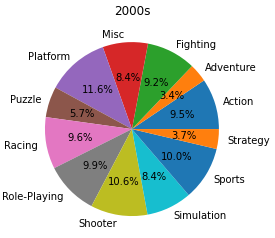 2000s
Misc
Fighting
Platform
Adventure
8.4%
9.2%
11.6%
3.4%
Action
Puzzle
9.5%
5.7%
Racing
9.6%
3.7%
Strategy
9.9%
10.0%
10.6%
8.4%
Sports
Role-Playing
Simulation
Shooter